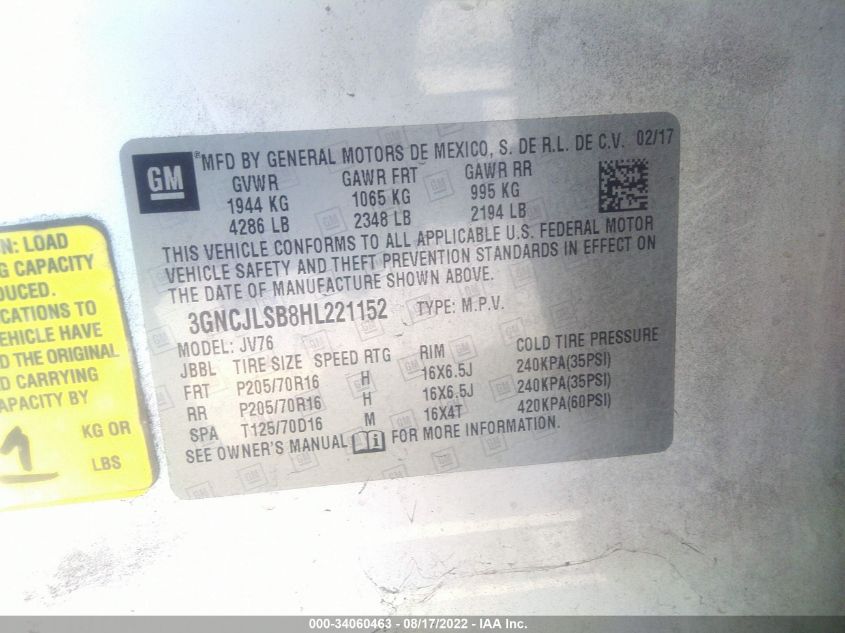 GM
®MFD BY GENERAL MOTORS DE MEXICO, S. DE R.L. DE C.V. 02/17
GVWR GAWR FRT GAWR RR
1944 KG 1065 KG 995 KG
4286 LB 2348 LB 2194 LB
THIS VEHICLE CONFORMS TO ALL APPLICABLE U.S. FEDERAL MOTOR
VEHICLE SAFETY AND THEFT PREVENTION STANDARDS IN EFFECT ON
THE DATE OF MANUFACTURE SHOWN ABOVE.
3GNCJLSB8HL221152 TYPE: M.P.V.
MODEL: JV76
JBBL TIRE SIZE SPEED RTG RIM COLD TIRE PRESSURE
FRT P205/70R16 H 16X6.5J 240KPA(35PSI)
RR P205/70R16 H 16X6.5J 240KPA(35PSI)
SPA T125/70D16 M 16X4T 420KPA(60PSI)
SEE OWNER'S MANUAL i FOR MORE INFORMATION.
N: LOAD
G CAPACITY
DUCED.
CATIONS TO
EHICLE HAVE
D THE ORIGINAL
D CARRYING
APACITY BY
1 KG OR
LBS
000-34060463 - 08/17/2022 - IAA Inc.